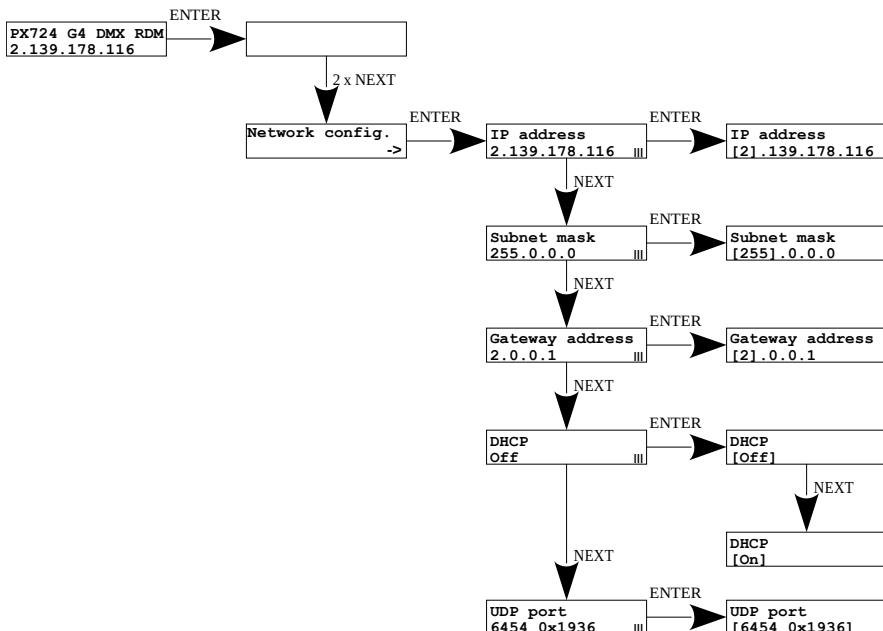 ENTER
PX724 G4 DMX RDM
2.139.178.116
2 x NEXT
Network config.
->
ENTER
IP address
2.139.178.116
ENTER
IP address
[2].139.178.116
NEXT
Subnet mask
255.0.0.0
ENTER
Subnet mask
[255].0.0.0
NEXT
Gateway address
2.0.0.1
ENTER
Gateway address
[2].0.0.1
NEXT
DHCP
Off
ENTER
DHCP
[Off]
NEXT
DHCP
[On]
NEXT
UDP port
6454 0x1936
ENTER
UDP port
[6454 0x1936]